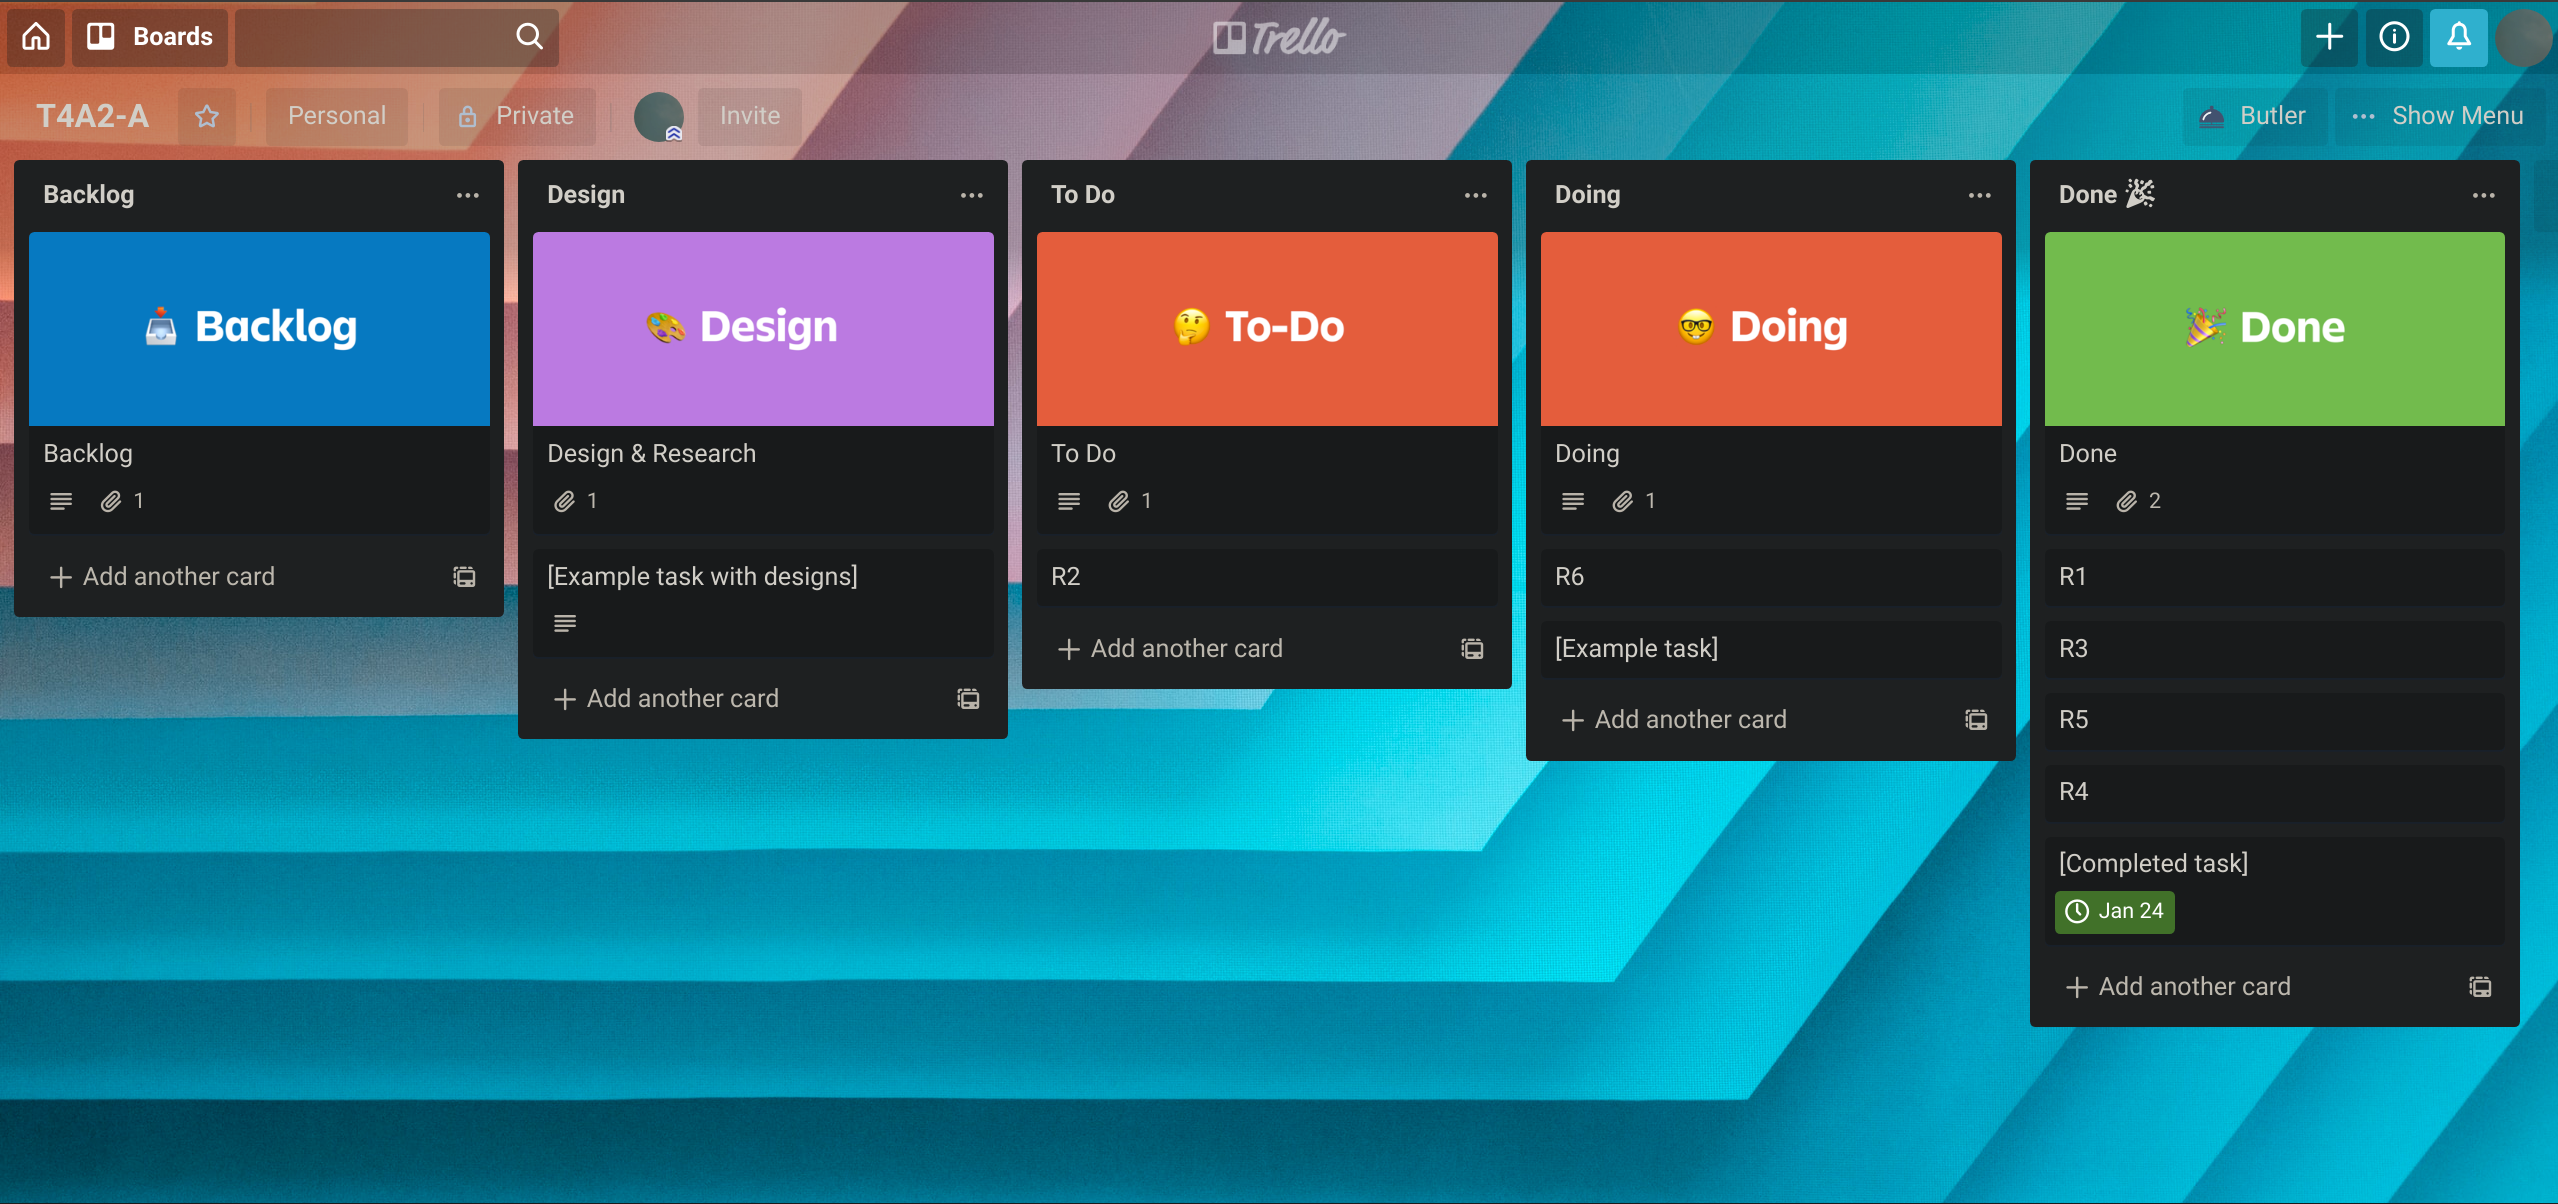 Boards
Trello
T4A2-A
Personal
Private
Invite
Butler
Show Menu
Backlog
Backlog
Backlog
1
Add another card
Design
Design
Design & Research
1
[Example task with designs]
Add another card
To Do
To-Do
To Do
1
R2
Add another card
Doing
Doing
Doing
1
R6
[Example task]
Add another card
Done 🎉
Done
Done
2
R1
R3
R5
R4
[Completed task]
Jan 24
Add another card